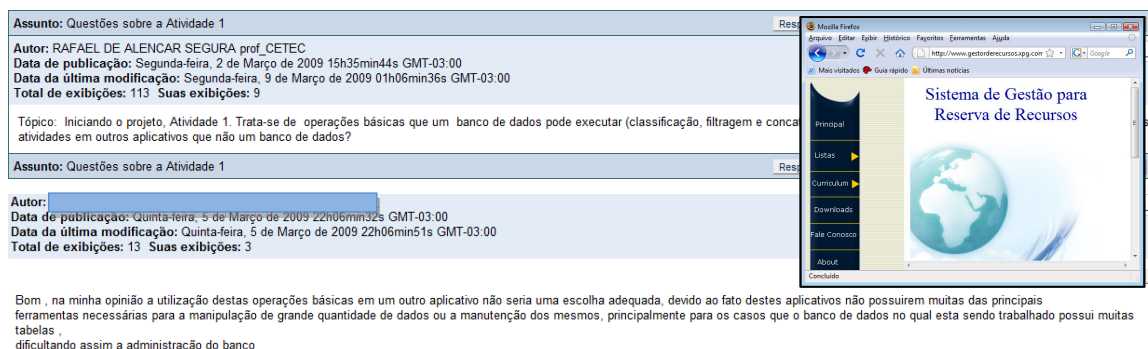 Assunto: Questões sobre a Atividade 1
Autor: RAFAEL DE ALENCAR SEGURA prof_CETEC
Data de publicação: Segunda-feira, 2 de Março de 2009 15h35min44s GMT-03:00
Data da última modificação: Segunda-feira, 9 de Março de 2009 01h06min36s GMT-03:00
Total de exibições: 113 Suas exibições: 9
Tópico: Iniciando o projeto, Atividade 1. Trata-se de operações básicas que um banco de dados pode executar (classificação, filtragem e
atividades em outros aplicativos que não um banco de dados?
Assunto: Questões sobre a Atividade 1
Autor:
Data de publicação: Quinta-feira, 5 de Março de 2009 22h06min32s GMT-03:00
Data da última modificação: Quinta-feira, 5 de Março de 2009 22h06min51s GMT-03:00
Total de exibições: 13 Suas exibições: 3
Bom , na minha opinião a utilização destas operações básicas em um outro aplicativo não seria uma escolha adequada, devido ao fato destes aplicativos não possuirem muitas das principais
ferramentas necessárias para a manipulação de grande quantidade de dados ou a manutenção dos mesmos, principalmente para os casos que o banco de dados no qual esta sendo trabalhado possui muitas
tabelas ,
dificultando assim a administração do banco
Mozilla Firefox
Arquivo Editar Exibir Histórico Favoritos Ferramentas Ajuda
http://www.gestorderecursos.xpg.com
Google
Mais visitados Guia rápido Últimas notícias
Sistema de Gestão para
Reserva de Recursos
Principal
Listas
Curriculum
Downloads
Fale Conosco
About
Concluído